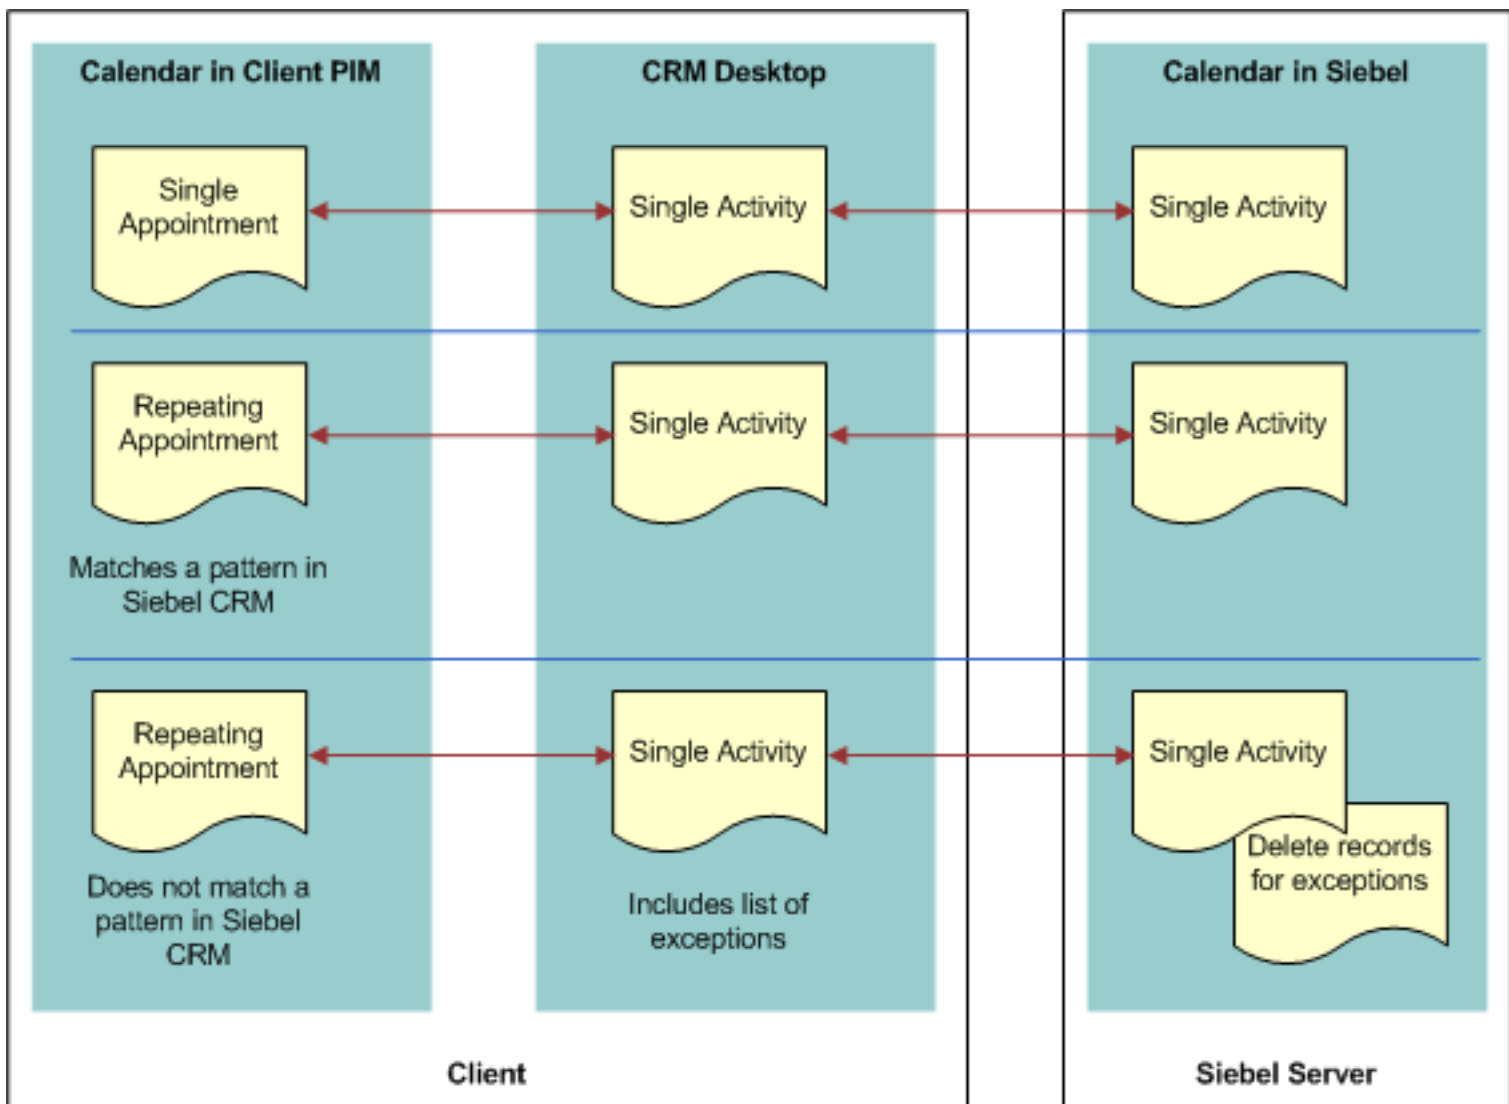 Calendar in Client PIM
CRM Desktop
Calendar in Siebel
Single
Appointment
Single Activity
Single Activity
Repeating
Appointment
Single Activity
Single Activity
Matches a pattern in
Siebel CRM
Repeating
Appointment
Single Activity
Single Activity
Delete records
for exceptions
Does not match a
pattern in Siebel
CRM
Includes list of
exceptions
Client
Siebel Server